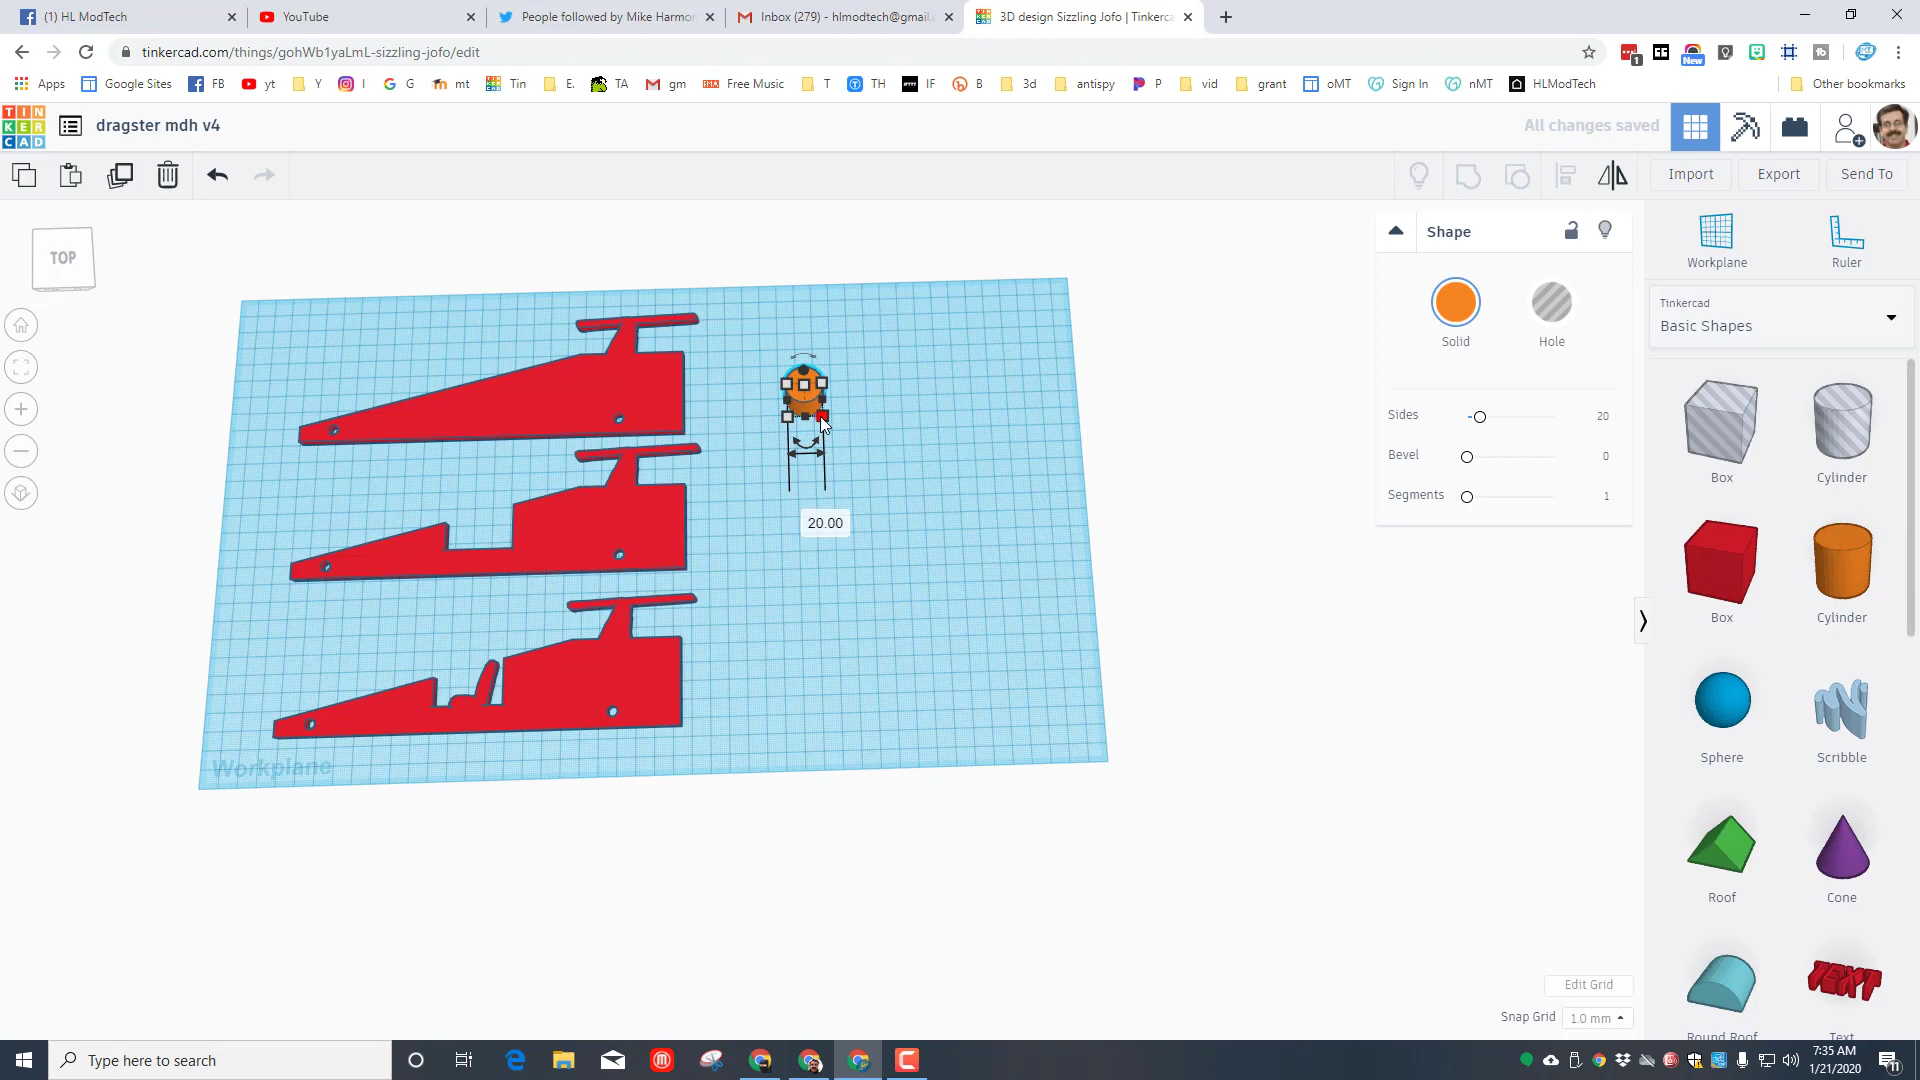 (1) HL ModTech
YouTube
People followed by Mike Harmor
Inbox (279) - hlmodtech@gmail.c
3D design Sizzling Jofo | Tinkerca
tinkercad.com/things/gohWb1yaLmL-sizzling-jofo/edit
1
New
Apps
Google Sites
FB
yt
Y
I
G
mt
Tin
E.
TA
gm
Free Music
T
TH
IF
B
3d
antispy
P
vid
grant
oMT
Sign In
nMT
HLModTech
Other bookmarks
TIN
KER
CAD
dragster mdh v4
All changes saved
Import
Export
Send To
TOP
Shape
Solid
Hole
Sides
20
Bevel
0
Segments
1
20.00
Workplane
Workplane
Ruler
Tinkercad
Basic Shapes
Box
Cylinder
Box
Cylinder
Sphere
Scribble
Roof
Cone
TEXT
Round Roof
Text
Edit Grid
Snap Grid
1.0 mm
Type here to search
7:35 AM
1/21/2020
11